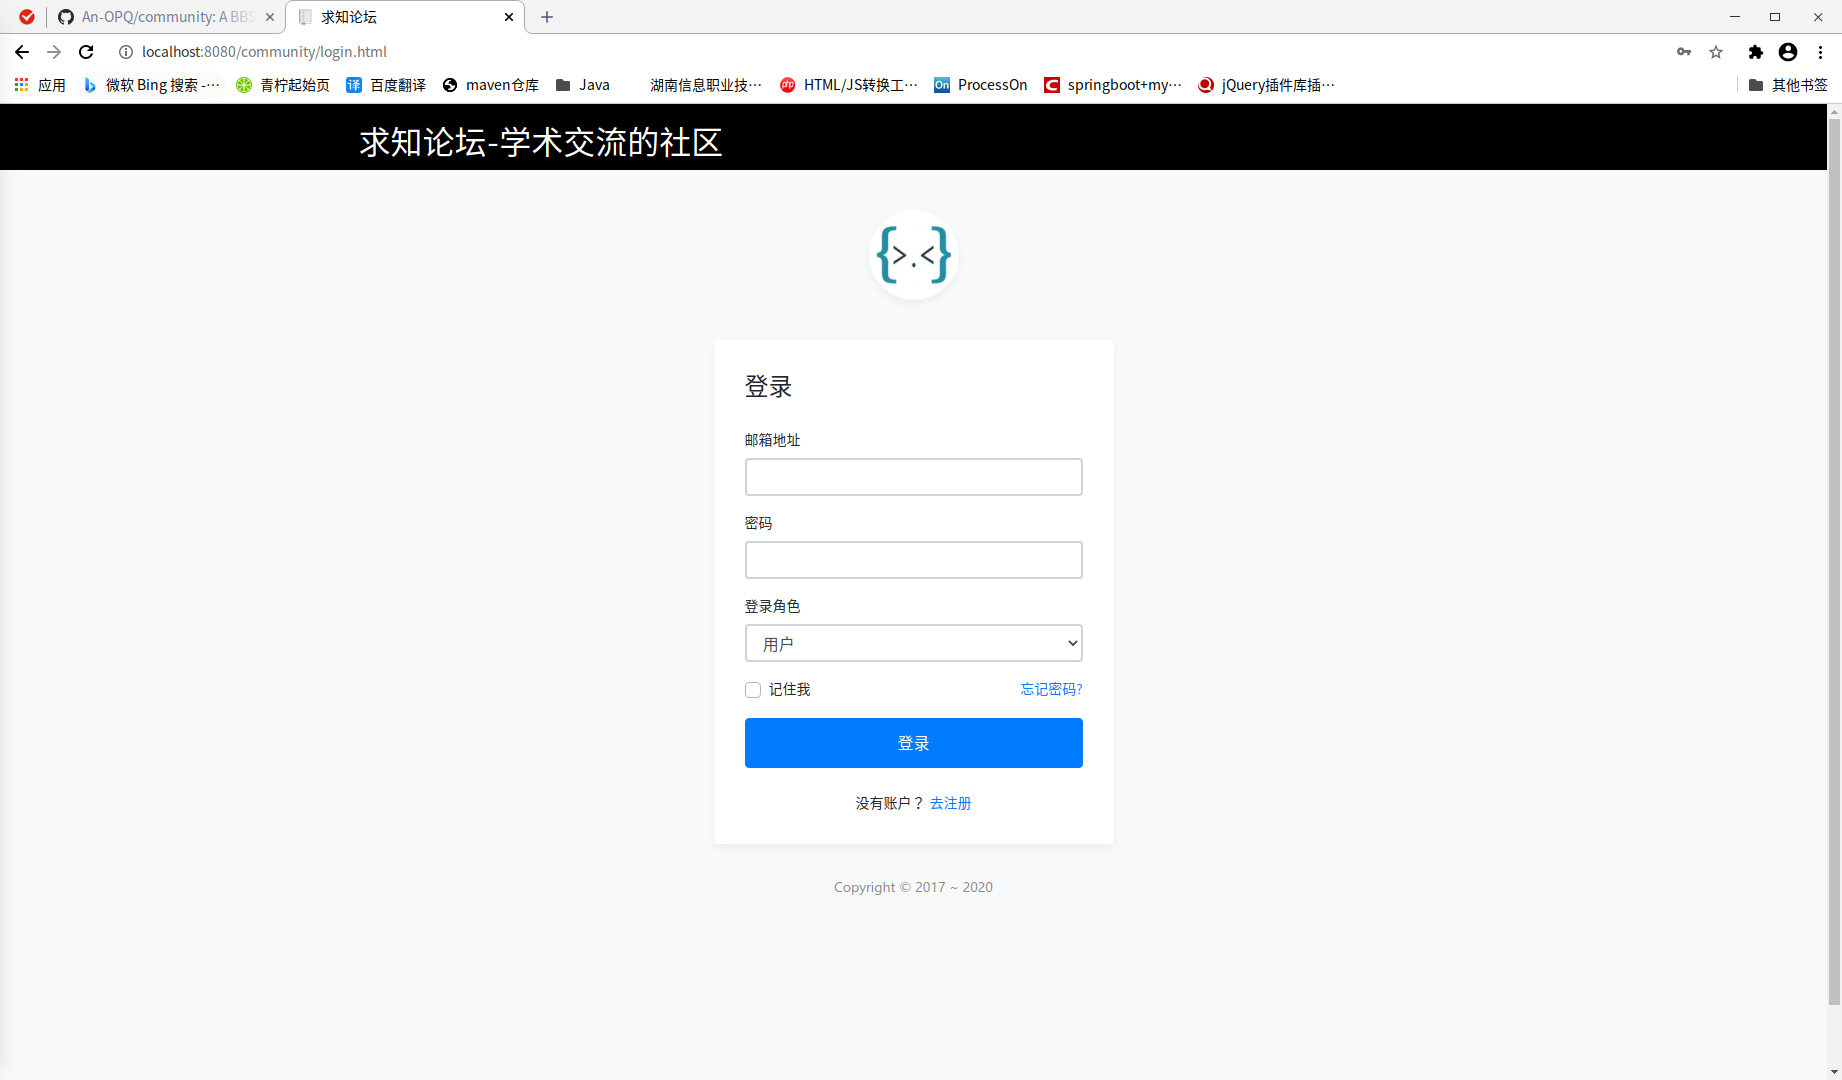 An-OPQ/community: A BBS
求知论坛
localhost:8080/community/login.html
应用
微软 Bing 搜索 -…
青柠起始页
百度翻译
maven仓库
Java
湖南信息职业技…
HTML/JS转换工…
ProcessOn
springboot+my…
jQuery插件库插…
其他书签
求知论坛-学术交流的社区
{>.<}
登录
邮箱地址
密码
登录角色
用户
记住我
忘记密码?
登录
没有账户？ 去注册
Copyright © 2017 ~ 2020